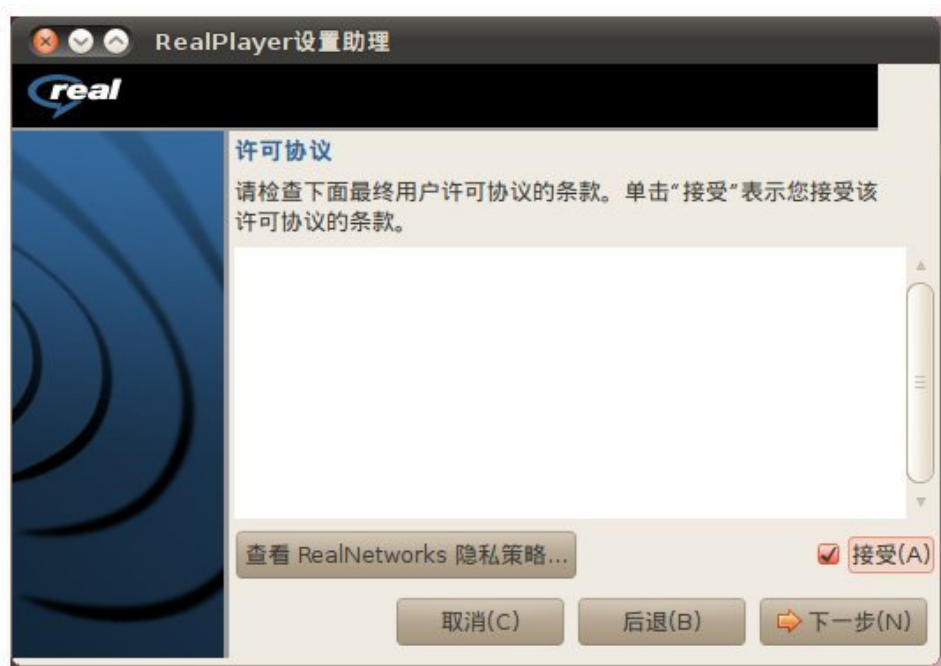 RealPlayer设置助理
real
许可协议
请检查下面最终用户许可协议的条款。单击“接受”表示您接受该
许可协议的条款。
查看 RealNetworks 隐私策略...
接受(A)
取消(C)
后退(B)
下一步(N)